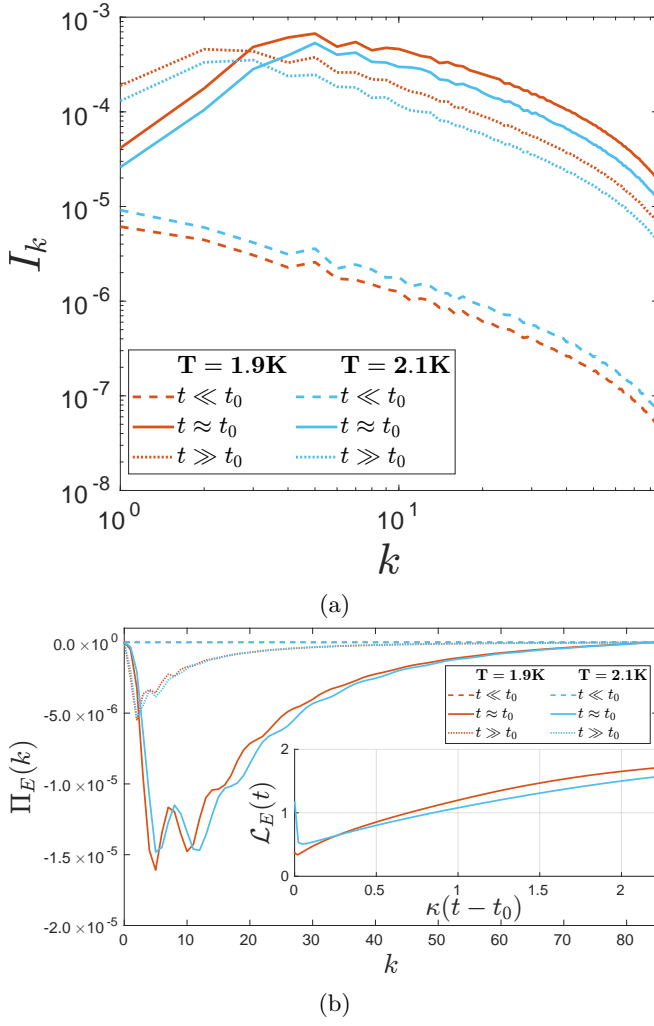 10^-3
10^-4
10^-5
10^-6
10^-7
10^-8
I_k
T = 1.9K T = 2.1K
t ≪ t_0 t ≪ t_0
t ≈ t_0 t ≈ t_0
t ≫ t_0 t ≫ t_0
10^0 10^1
k
(a)
0.0 ×10^0
-5.0 ×10^-6
-1.0 ×10^-5
-1.5 ×10^-5
-2.0 ×10^-5
Π_E(k)
T = 1.9K T = 2.1K
t ≪ t_0 t ≪ t_0
t ≈ t_0 t ≈ t_0
t ≫ t_0 t ≫ t_0
2
1
0
ℒ_E(t)
0 0.5 1 1.5 2
κ(t − t_0)
0 10 20 30 40 50 60 70 80
k
(b)